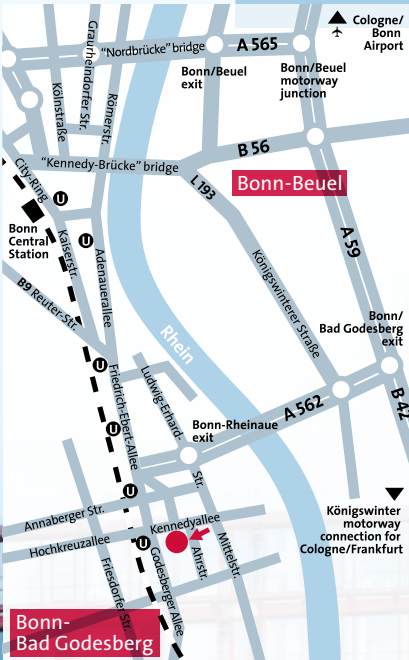 Cologne/
Bonn
Airport
"Nordbrücke" bridge
A 565
Graurheindorfer Str.
Kölnstraße
Römerstr.
Bonn/Beuel
exit
Bonn/Beuel
motorway
junction
"Kennedy-Brücke" bridge
B 56
L 193
Bonn-Beuel
City-Ring
U
Bonn
Central
Station
U
Kaiserstr.
Adenauerallee
A 59
Königswinterer Straße
B9 Reuter-Str.
Rhein
Bonn/
Bad Godesberg
exit
U
Friedrich-Ebert-Allee
Ludwig-Erhard-
Str.
A 562
B 42
U
Bonn-Rheinaue
exit
U
Annaberger Str.
Kennedyallee
Hochkreuzallee
U
Königswinter
motorway
connection for
Cologne/Frankfurt
Friesdorfer Str.
Godesberger Allee
Ahrstr.
Mittelstr.
Bonn-
Bad Godesberg